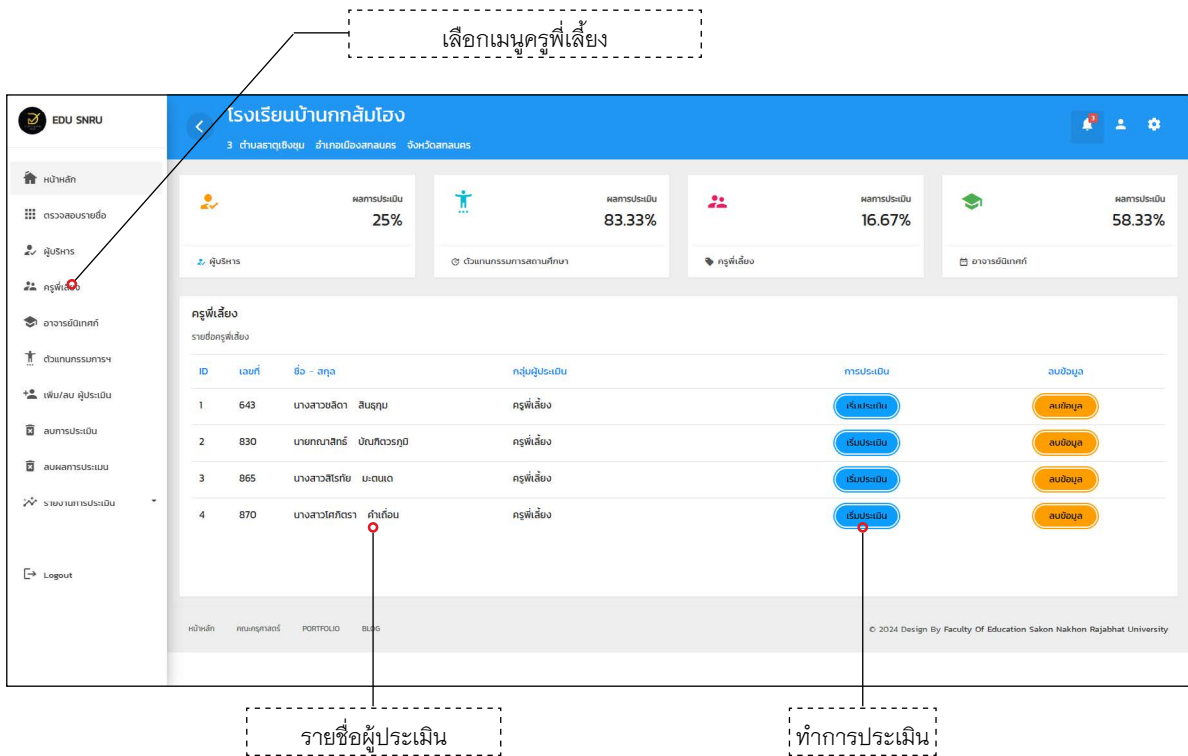 เลือกเมนูครูพี่เลี้ยง
EDU SNRU
โรงเรียนบ้านกกส้มโฮง
3 ตำบลธาตุเชิงชุม อำเภอเมืองสกลนคร จังหวัดสกลนคร
3
หน้าหลัก
ตรวจสอบรายชื่อ
ผู้บริหาร
ครูพี่เลี้ยง
อาจารย์นิเทศก์
ตัวแทนกรรมการฯ
เพิ่ม/ลบ ผู้ประเมิน
ลบการประเมิน
ลบผลการประเมิน
รายงานการประเมิน
Logout
ผลการประเมิน
25%
ผู้บริหาร
ผลการประเมิน
83.33%
ตัวแทนกรรมการสถานศึกษา
ผลการประเมิน
16.67%
ครูพี่เลี้ยง
ผลการประเมิน
58.33%
อาจารย์นิเทศก์
ครูพี่เลี้ยง
รายชื่อครูพี่เลี้ยง
ID เลขที่ ชื่อ - สกุล กลุ่มผู้ประเมิน การประเมิน ลบข้อมูล
1 643 นางสาวชลิตา สินธุกุม ครูพี่เลี้ยง เริ่มประเมิน ลบข้อมูล
2 830 นายทณาสิทธ์ บัณฑิตวรภูมิ ครูพี่เลี้ยง เริ่มประเมิน ลบข้อมูล
3 865 นางสาวสิโรทัย มะตนเด ครูพี่เลี้ยง เริ่มประเมิน ลบข้อมูล
4 870 นางสาวโศภิตรา คำเถื่อน ครูพี่เลี้ยง เริ่มประเมิน ลบข้อมูล
หน้าหลัก คณะครุศาสตร์ PORTFOLIO BLOG
© 2024 Design By Faculty Of Education Sakon Nakhon Rajabhat University
รายชื่อผู้ประเมิน
ทำการประเมิน